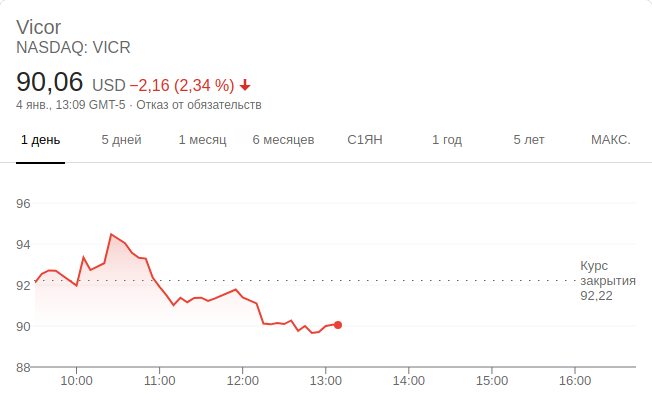 Vicor
NASDAQ: VICR
90,06 USD −2,16 (2,34 %)
4 янв., 13:09 GMT-5 · Отказ от обязательств
1 день 5 дней 1 месяц 6 месяцев С1ЯН 1 год 5 лет МАКС.
96
94
92
90
88
Курс
закрытия
92,22
10:00 11:00 12:00 13:00 14:00 15:00 16:00